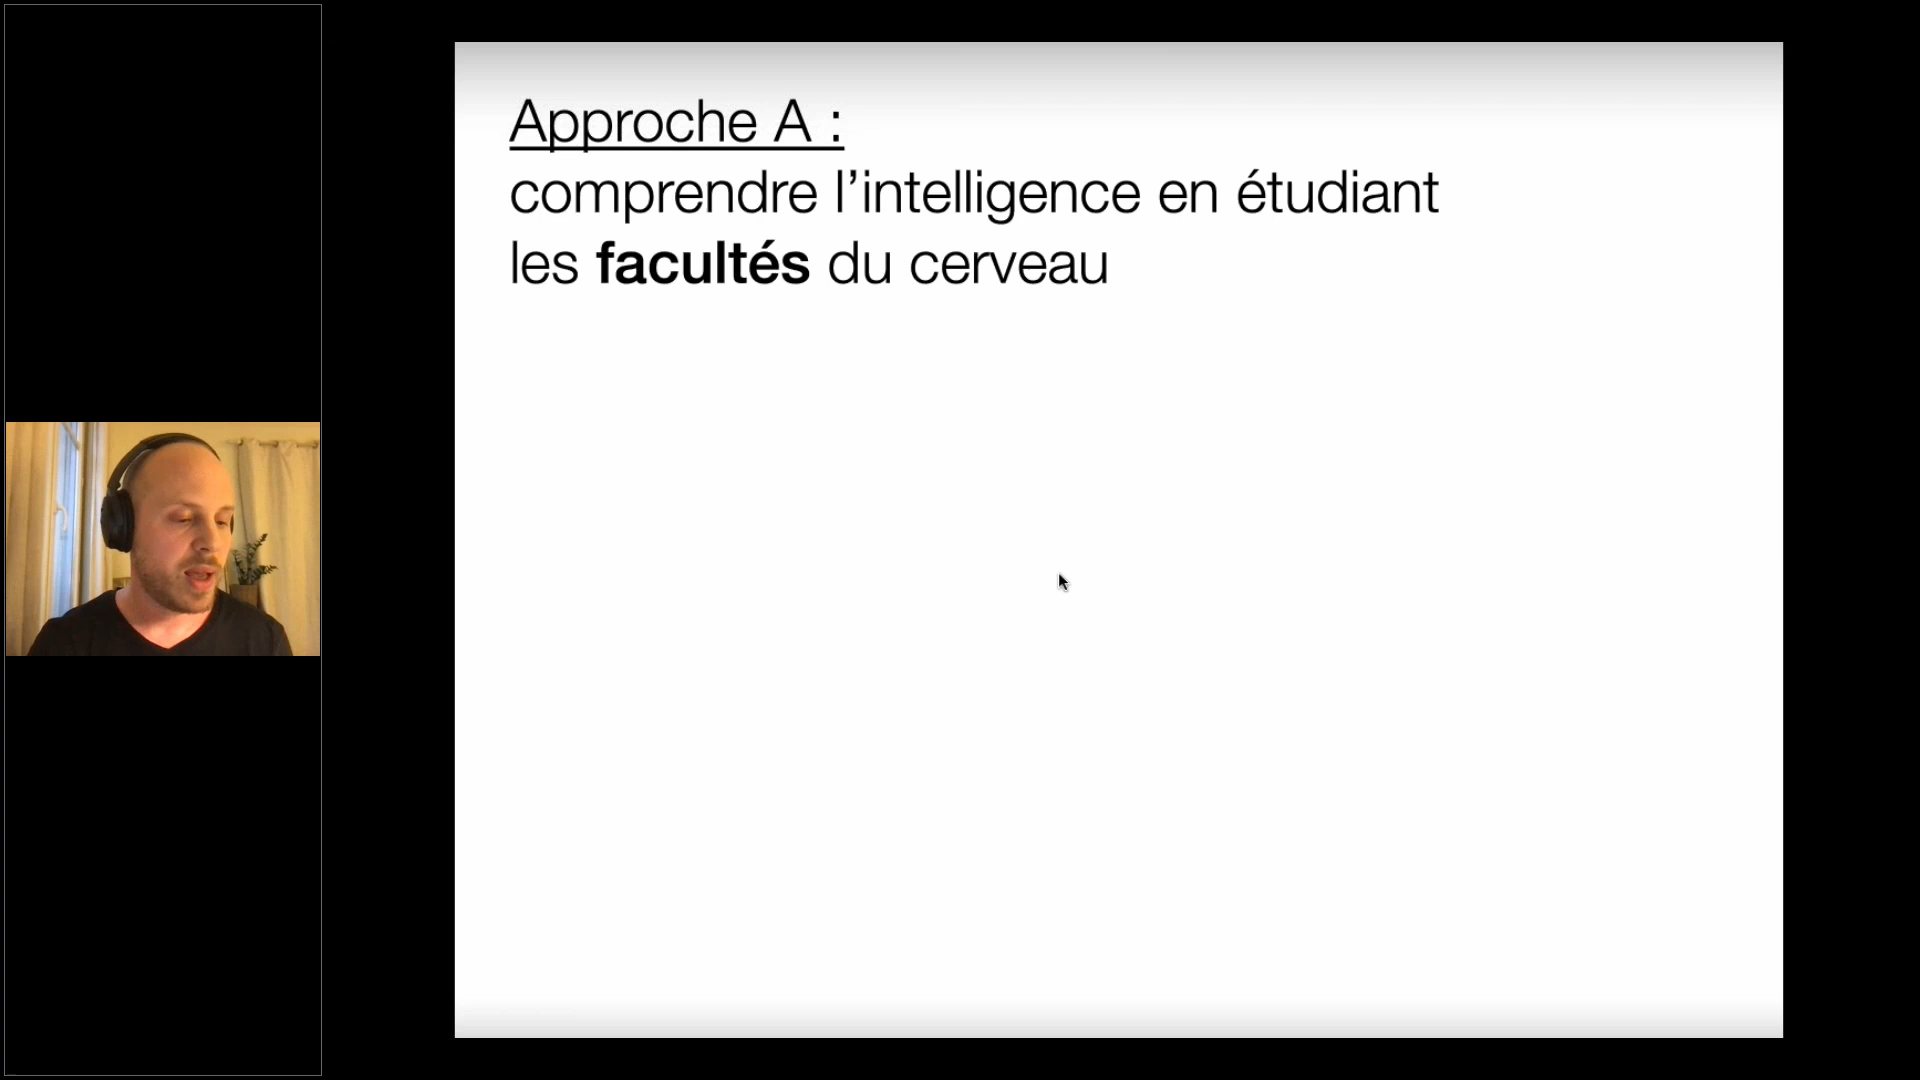 Approche A :
comprendre l’intelligence en étudiant
les facultés du cerveau